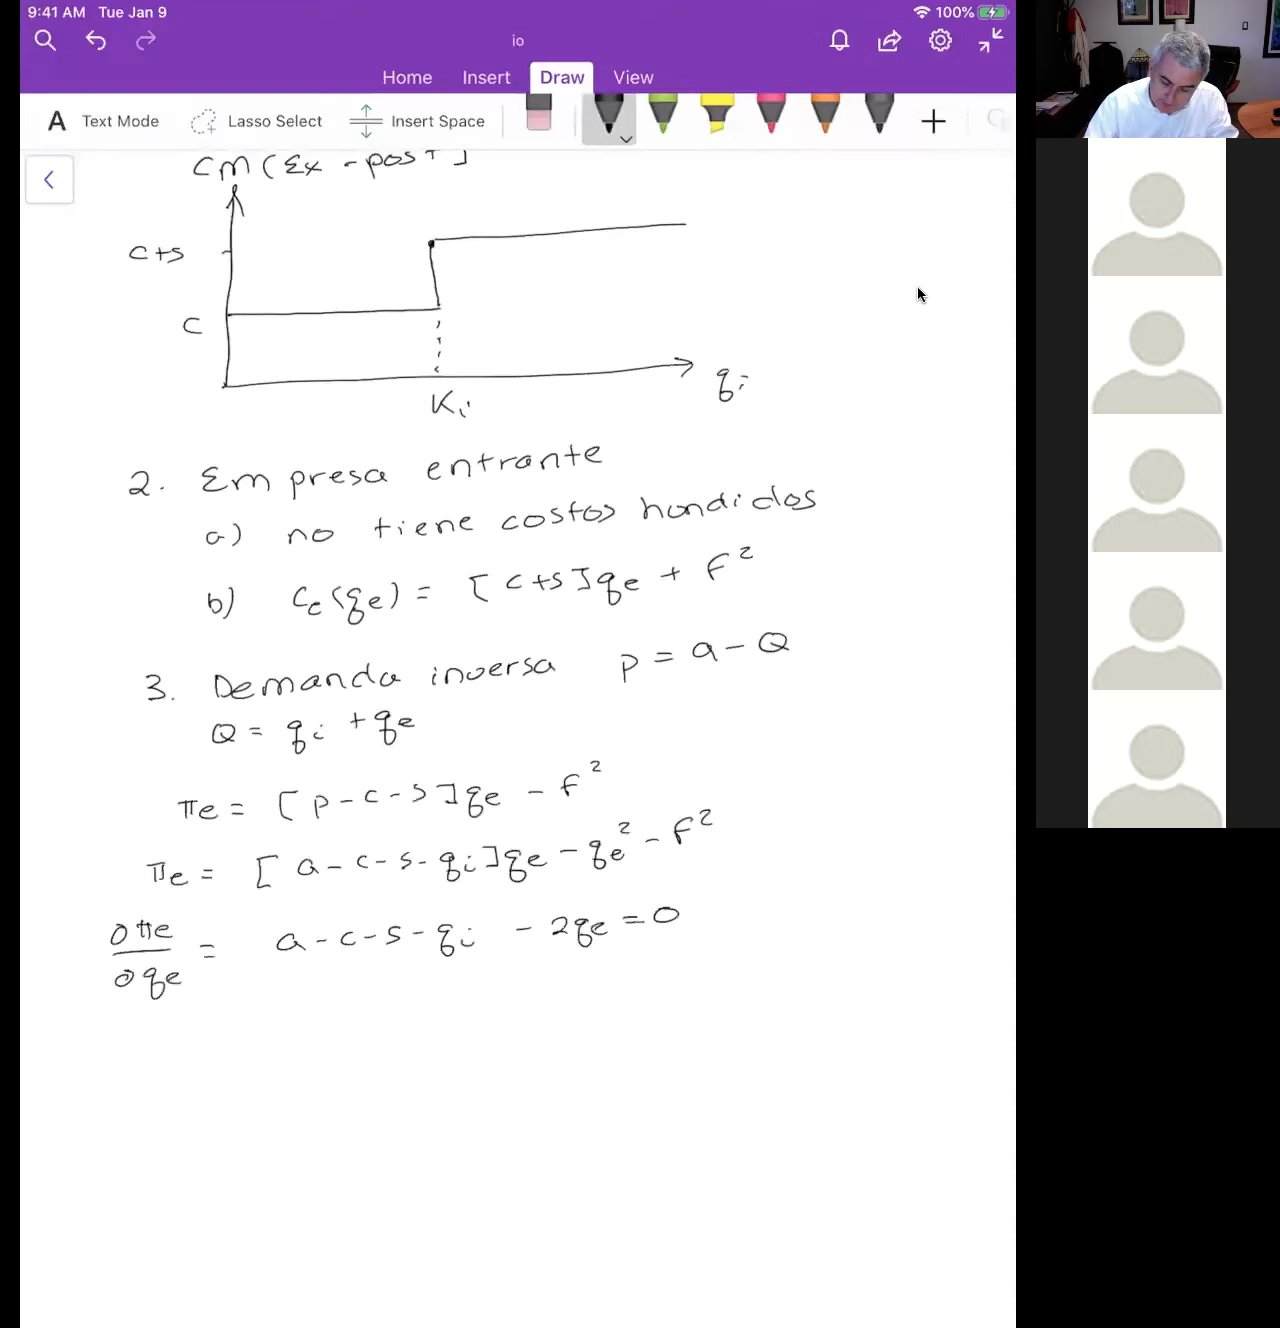 9:41 AM Tue Jan 9
100%
io
Home Insert Draw View
A Text Mode Lasso Select Insert Space
CM (Ex-post]
C+s
C
Ki
qi
2. Empresa entrante
a) no tiene costos hundidos
b) Ce(qe) = [C+s]qe + F²
3. Demanda inversa p = a - Q
Q = qi + qe
πe = [p-c-s]qe - F²
πe = [a-c-s-qi]qe - qe² - F²
∂πe/∂qe = a-c-s-qi - 2qe = 0